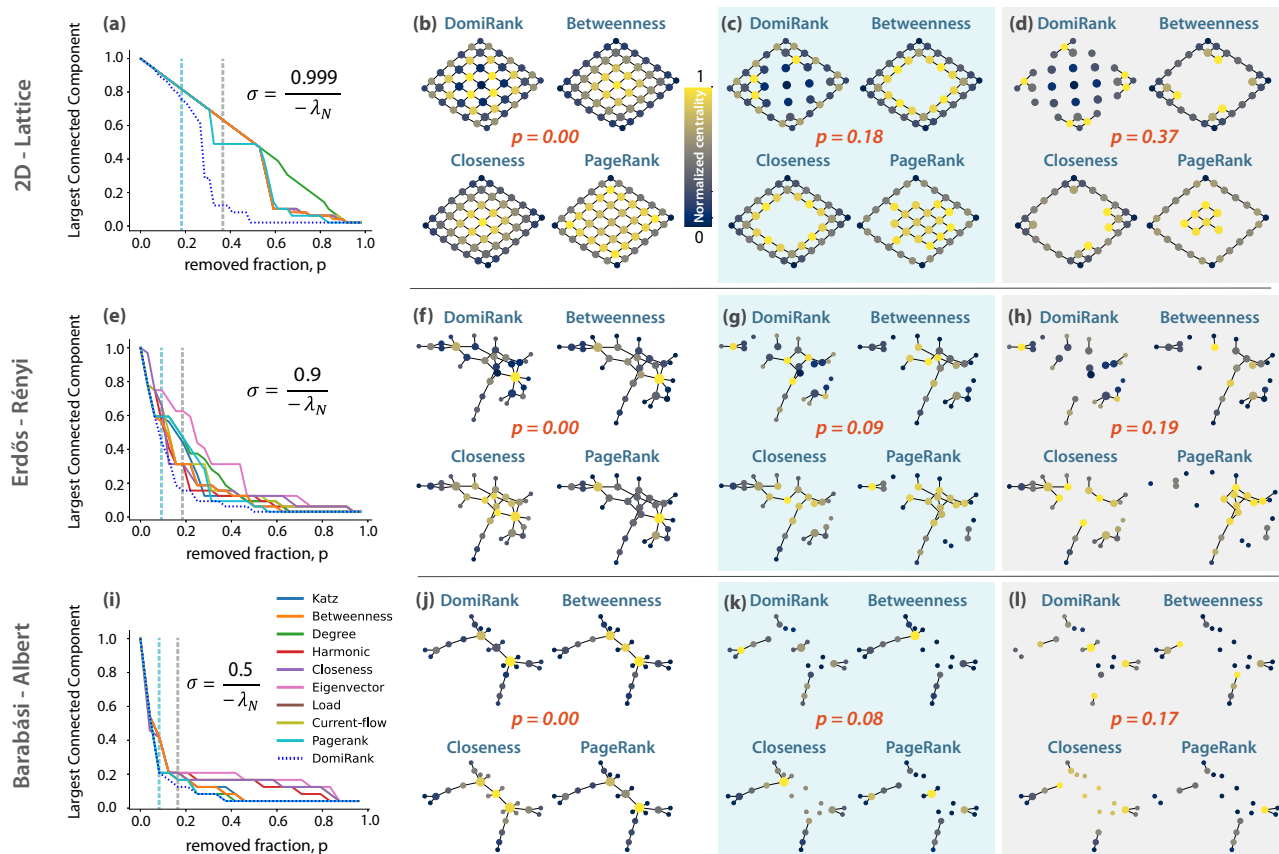 2D - Lattice
(a)
Largest Connected Component
1.0
0.8
0.6
0.4
0.2
0.0
σ = 0.999 / -λN
0.0 0.2 0.4 0.6 0.8 1.0
removed fraction, p
(b)
DomiRank Betweenness
p = 0.00
Closeness PageRank
1
Normalized centrality
0
(c)
DomiRank Betweenness
p = 0.18
Closeness PageRank
(d)
DomiRank Betweenness
p = 0.37
Closeness PageRank
Erdős - Rényi
(e)
Largest Connected Component
1.0
0.8
0.6
0.4
0.2
0.0
σ = 0.9 / -λN
0.0 0.2 0.4 0.6 0.8 1.0
removed fraction, p
(f)
DomiRank Betweenness
p = 0.00
Closeness PageRank
(g)
DomiRank Betweenness
p = 0.09
Closeness PageRank
(h)
DomiRank Betweenness
p = 0.19
Closeness PageRank
Barabási - Albert
(i)
Largest Connected Component
1.0
0.8
0.6
0.4
0.2
0.0
σ = 0.5 / -λN
Katz
Betweenness
Degree
Harmonic
Closeness
Eigenvector
Load
Current-flow
Pagerank
DomiRank
0.0 0.2 0.4 0.6 0.8 1.0
removed fraction, p
(j)
DomiRank Betweenness
p = 0.00
Closeness PageRank
(k)
DomiRank Betweenness
p = 0.08
Closeness PageRank
(l)
DomiRank Betweenness
p = 0.17
Closeness PageRank